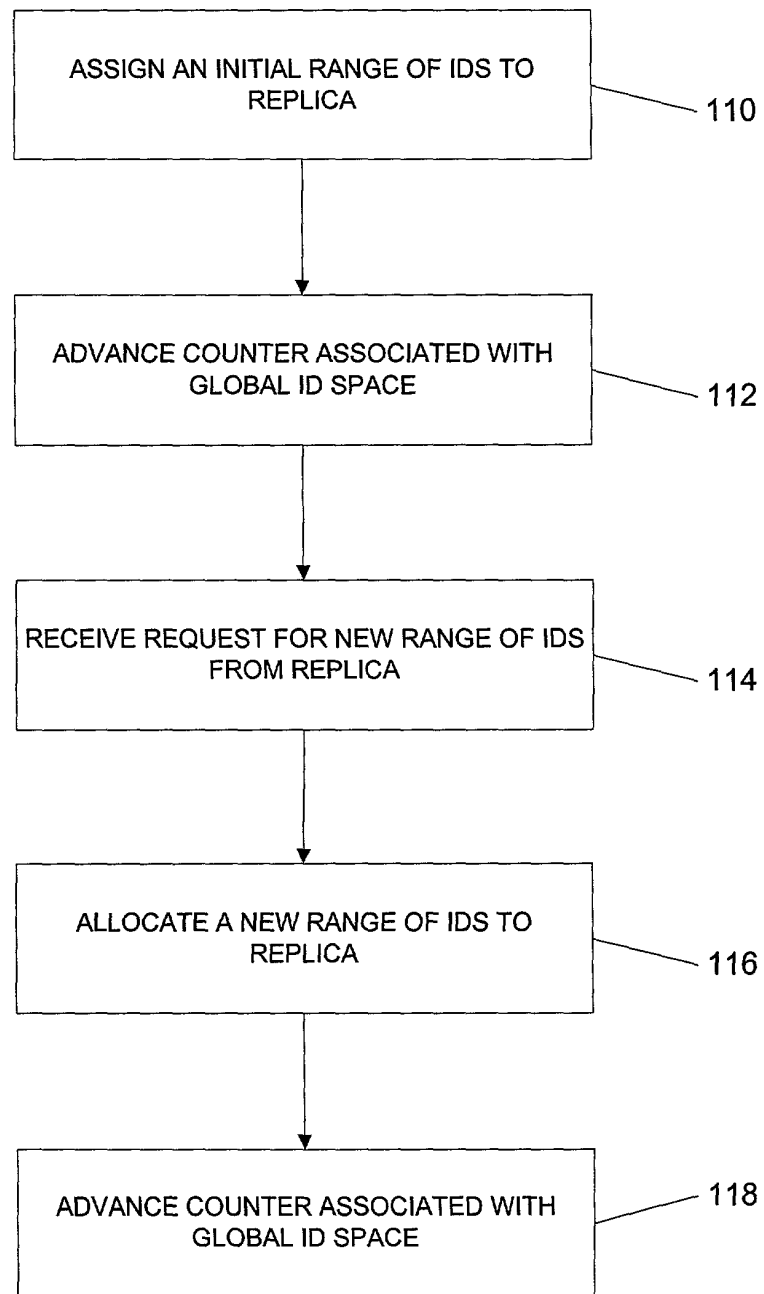 ASSIGN AN INITIAL RANGE OF IDS TO
REPLICA
110
ADVANCE COUNTER ASSOCIATED WITH
GLOBAL ID SPACE
112
RECEIVE REQUEST FOR NEW RANGE OF IDS
FROM REPLICA
114
ALLOCATE A NEW RANGE OF IDS TO
REPLICA
116
ADVANCE COUNTER ASSOCIATED WITH
GLOBAL ID SPACE
118